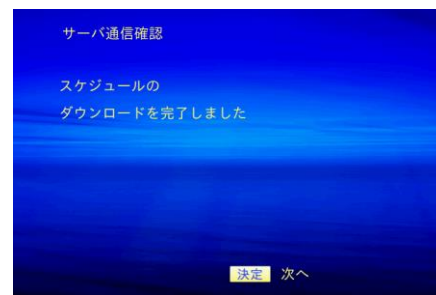 サーバ通信確認
スケジュールの
ダウンロードを完了しました
決定 次へ